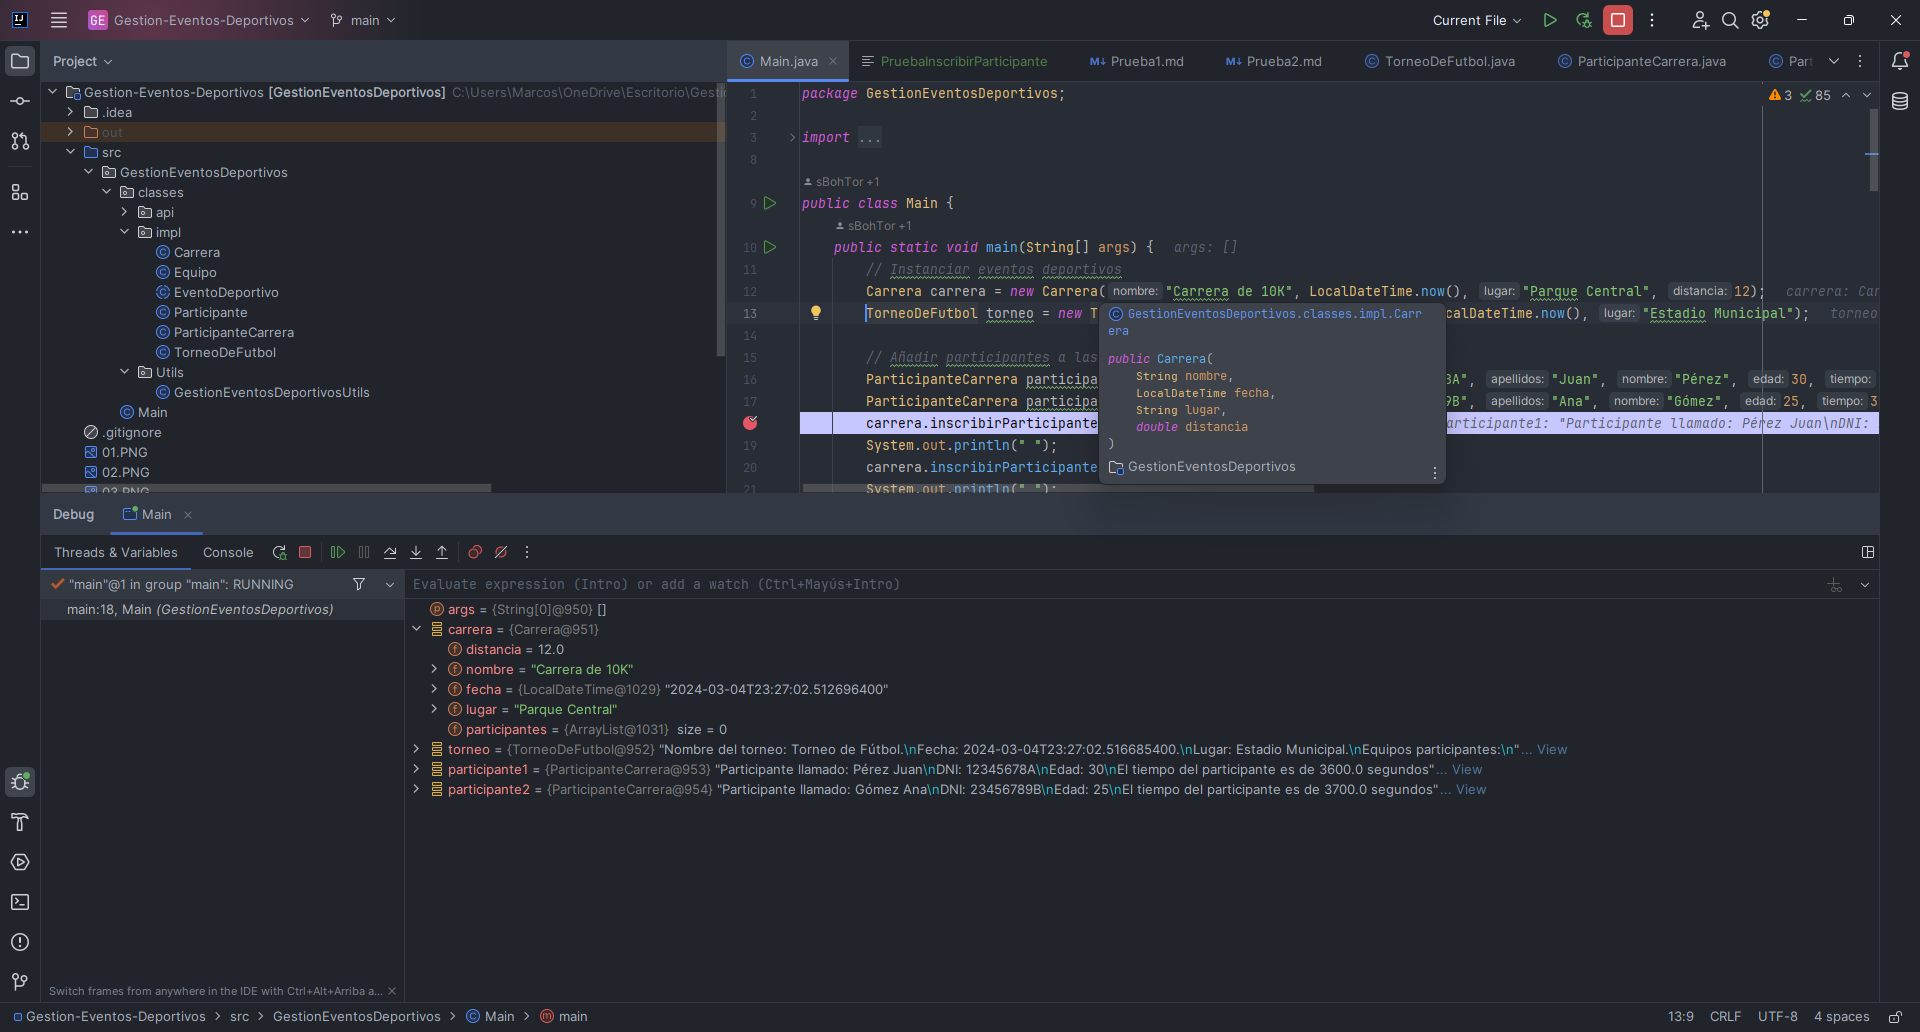 GE Gestion-Eventos-Deportivos main Current File
Project
Main.java PruebaInscribirParticipante M↓ Prueba1.md M↓ Prueba2.md TorneoDeFutbol.java ParticipanteCarrera.java Part
Gestion-Eventos-Deportivos [GestionEventosDeportivos] C:\Users\Marcos\OneDrive\Escritorio\Gesti
.idea
out
src
GestionEventosDeportivos
classes
api
impl
Carrera
Equipo
EventoDeportivo
Participante
ParticipanteCarrera
TorneoDeFutbol
Utils
GestionEventosDeportivosUtils
Main
.gitignore
01.PNG
02.PNG
03.PNG
3 85
1 package GestionEventosDeportivos;
2
3 import ...
8
sBohTor +1
9 public class Main {
sBohTor +1
10 public static void main(String[] args) { args: []
11 // Instanciar eventos deportivos
12 Carrera carrera = new Carrera( nombre: "Carrera de 10K", LocalDateTime.now(), lugar: "Parque Central", distancia: 12); carrera: Car
13 TorneoDeFutbol torneo = new T calDateTime.now(), lugar: "Estadio Municipal"); torneo
14
15 // Añadir participantes a las
16 ParticipanteCarrera participa BA", apellidos: "Juan", nombre: "Pérez", edad: 30, tiempo:
17 ParticipanteCarrera participa 9B", apellidos: "Ana", nombre: "Gómez", edad: 25, tiempo: 3
carrera.inscribirParticipante articipante1: "Participante llamado: Pérez Juan\nDNI:
19 System.out.println(" ");
20 carrera.inscribirParticipante
21 System.out.println(" ");
GestionEventosDeportivos.classes.impl.Carr
era
public Carrera(
String nombre,
LocalDateTime fecha,
String lugar,
double distancia
)
GestionEventosDeportivos
Debug Main
Threads & Variables Console
"main"@1 in group "main": RUNNING
main:18, Main (GestionEventosDeportivos)
Evaluate expression (Intro) or add a watch (Ctrl+Mayús+Intro)
args = {String[0]@950} []
carrera = {Carrera@951}
distancia = 12.0
nombre = "Carrera de 10K"
fecha = {LocalDateTime@1029} "2024-03-04T23:27:02.512696400"
lugar = "Parque Central"
participantes = {ArrayList@1031} size = 0
torneo = {TorneoDeFutbol@952} "Nombre del torneo: Torneo de Fútbol.\nFecha: 2024-03-04T23:27:02.516685400.\nLugar: Estadio Municipal.\nEquipos participantes:\n"... View
participante1 = {ParticipanteCarrera@953} "Participante llamado: Pérez Juan\nDNI: 12345678A\nEdad: 30\nEl tiempo del participante es de 3600.0 segundos"... View
participante2 = {ParticipanteCarrera@954} "Participante llamado: Gómez Ana\nDNI: 23456789B\nEdad: 25\nEl tiempo del participante es de 3700.0 segundos"... View
Switch frames from anywhere in the IDE with Ctrl+Alt+Arriba a...
Gestion-Eventos-Deportivos > src > GestionEventosDeportivos > Main > main
13:9 CRLF UTF-8 4 spaces